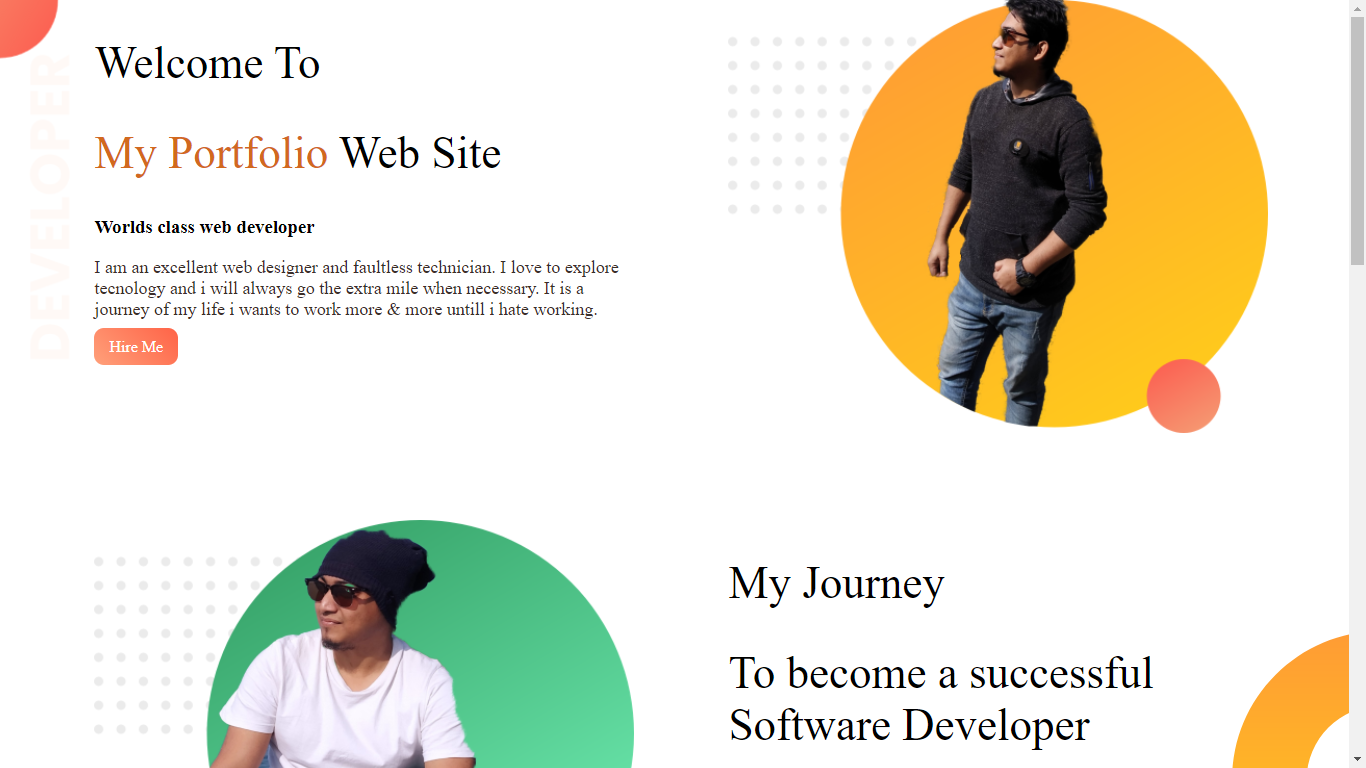 DEVELOPER
Welcome To
My Portfolio Web Site
Worlds class web developer
I am an excellent web designer and faultless technician. I love to explore
tecnology and i will always go the extra mile when necessary. It is a
journey of my life i wants to work more & more untill i hate working.
Hire Me
My Journey
To become a successful
Software Developer